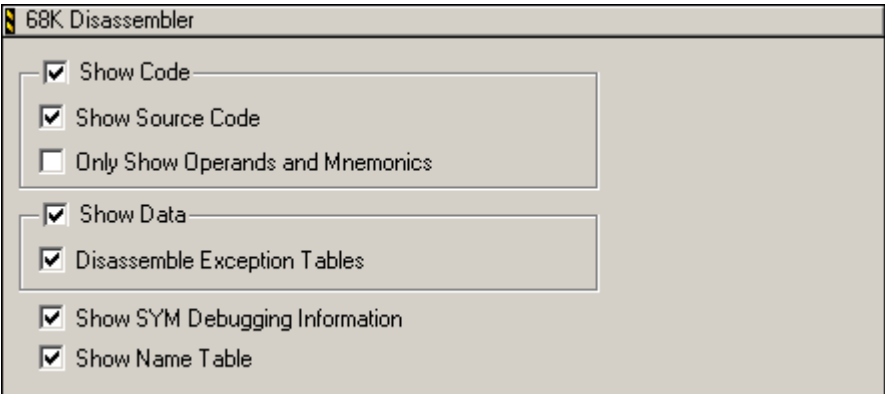 68K Disassembler
Show Code
Show Source Code
Only Show Operands and Mnemonics
Show Data
Disassemble Exception Tables
Show SYM Debugging Information
Show Name Table